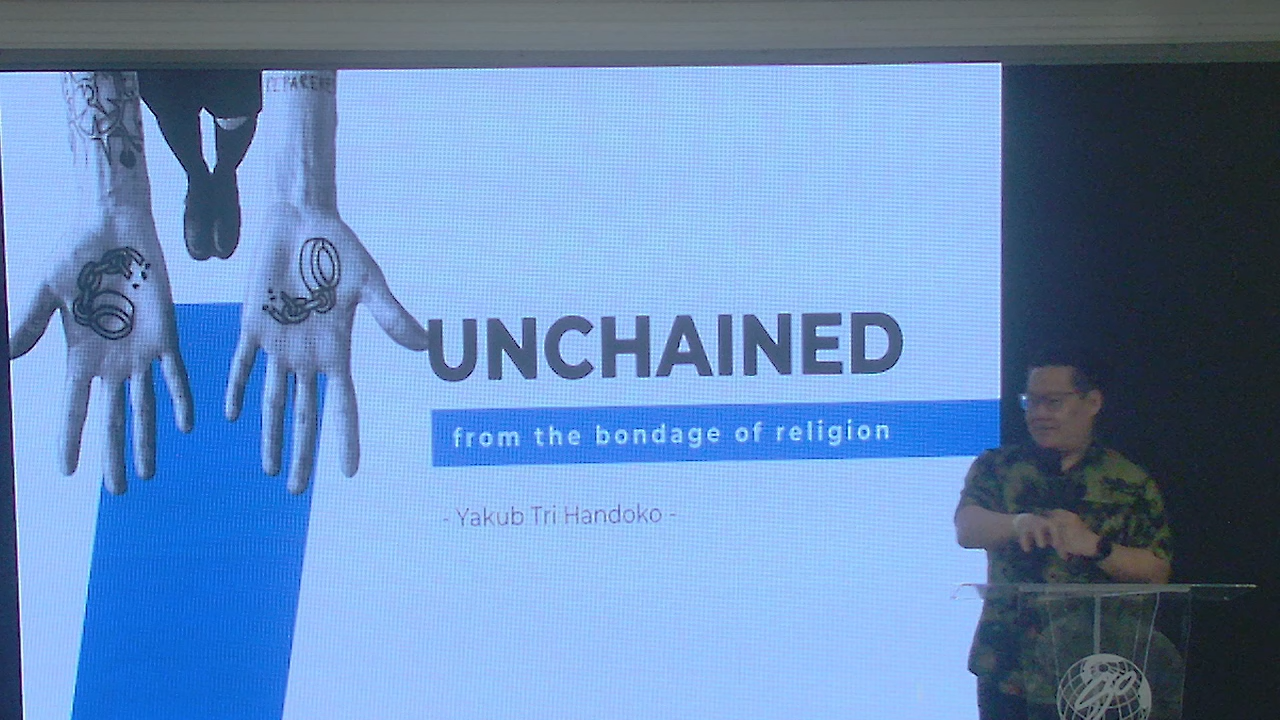 UNCHAINED
from the bondage of religion
- Yakub Tri Handoko -